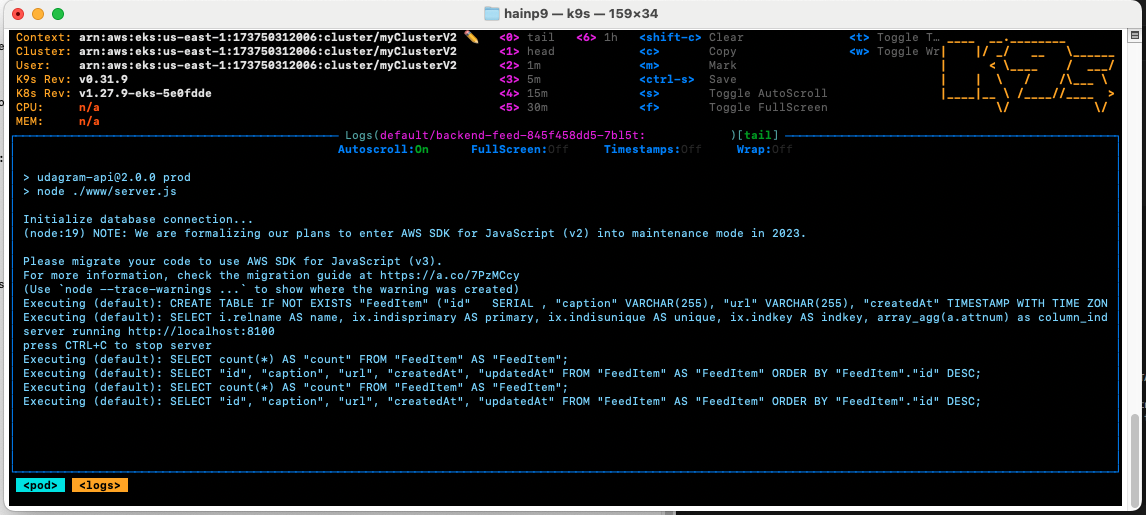 hainp9 — k9s — 159×34
Context: arn:aws:eks:us-east-1:173750312006:cluster/myClusterV2 <0> tail <6> 1h <shift-c> Clear <t> Toggle T…
Cluster: arn:aws:eks:us-east-1:173750312006:cluster/myClusterV2 <1> head <c> Copy <w> Toggle Wr
User: arn:aws:eks:us-east-1:173750312006:cluster/myClusterV2 <2> 1m <m> Mark
K9s Rev: v0.31.9 <3> 5m <ctrl-s> Save
K8s Rev: v1.27.9-eks-5e0fdde <4> 15m <s> Toggle AutoScroll
CPU: n/a <5> 30m <f> Toggle FullScreen
MEM: n/a
Logs(default/backend-feed-845f458dd5-7bl5t: )[tail]
Autoscroll:On FullScreen:Off Timestamps:Off Wrap:Off
> udagram-api@2.0.0 prod
> node ./www/server.js
Initialize database connection...
(node:19) NOTE: We are formalizing our plans to enter AWS SDK for JavaScript (v2) into maintenance mode in 2023.
Please migrate your code to use AWS SDK for JavaScript (v3).
For more information, check the migration guide at https://a.co/7PzMCcy
(Use `node --trace-warnings ...` to show where the warning was created)
Executing (default): CREATE TABLE IF NOT EXISTS "FeedItem" ("id"   SERIAL , "caption" VARCHAR(255), "url" VARCHAR(255), "createdAt" TIMESTAMP WITH TIME ZON
Executing (default): SELECT i.relname AS name, ix.indisprimary AS primary, ix.indisunique AS unique, ix.indkey AS indkey, array_agg(a.attnum) as column_ind
server running http://localhost:8100
press CTRL+C to stop server
Executing (default): SELECT count(*) AS "count" FROM "FeedItem" AS "FeedItem";
Executing (default): SELECT "id", "caption", "url", "createdAt", "updatedAt" FROM "FeedItem" AS "FeedItem" ORDER BY "FeedItem"."id" DESC;
Executing (default): SELECT count(*) AS "count" FROM "FeedItem" AS "FeedItem";
Executing (default): SELECT "id", "caption", "url", "createdAt", "updatedAt" FROM "FeedItem" AS "FeedItem" ORDER BY "FeedItem"."id" DESC;
<pod> <logs>